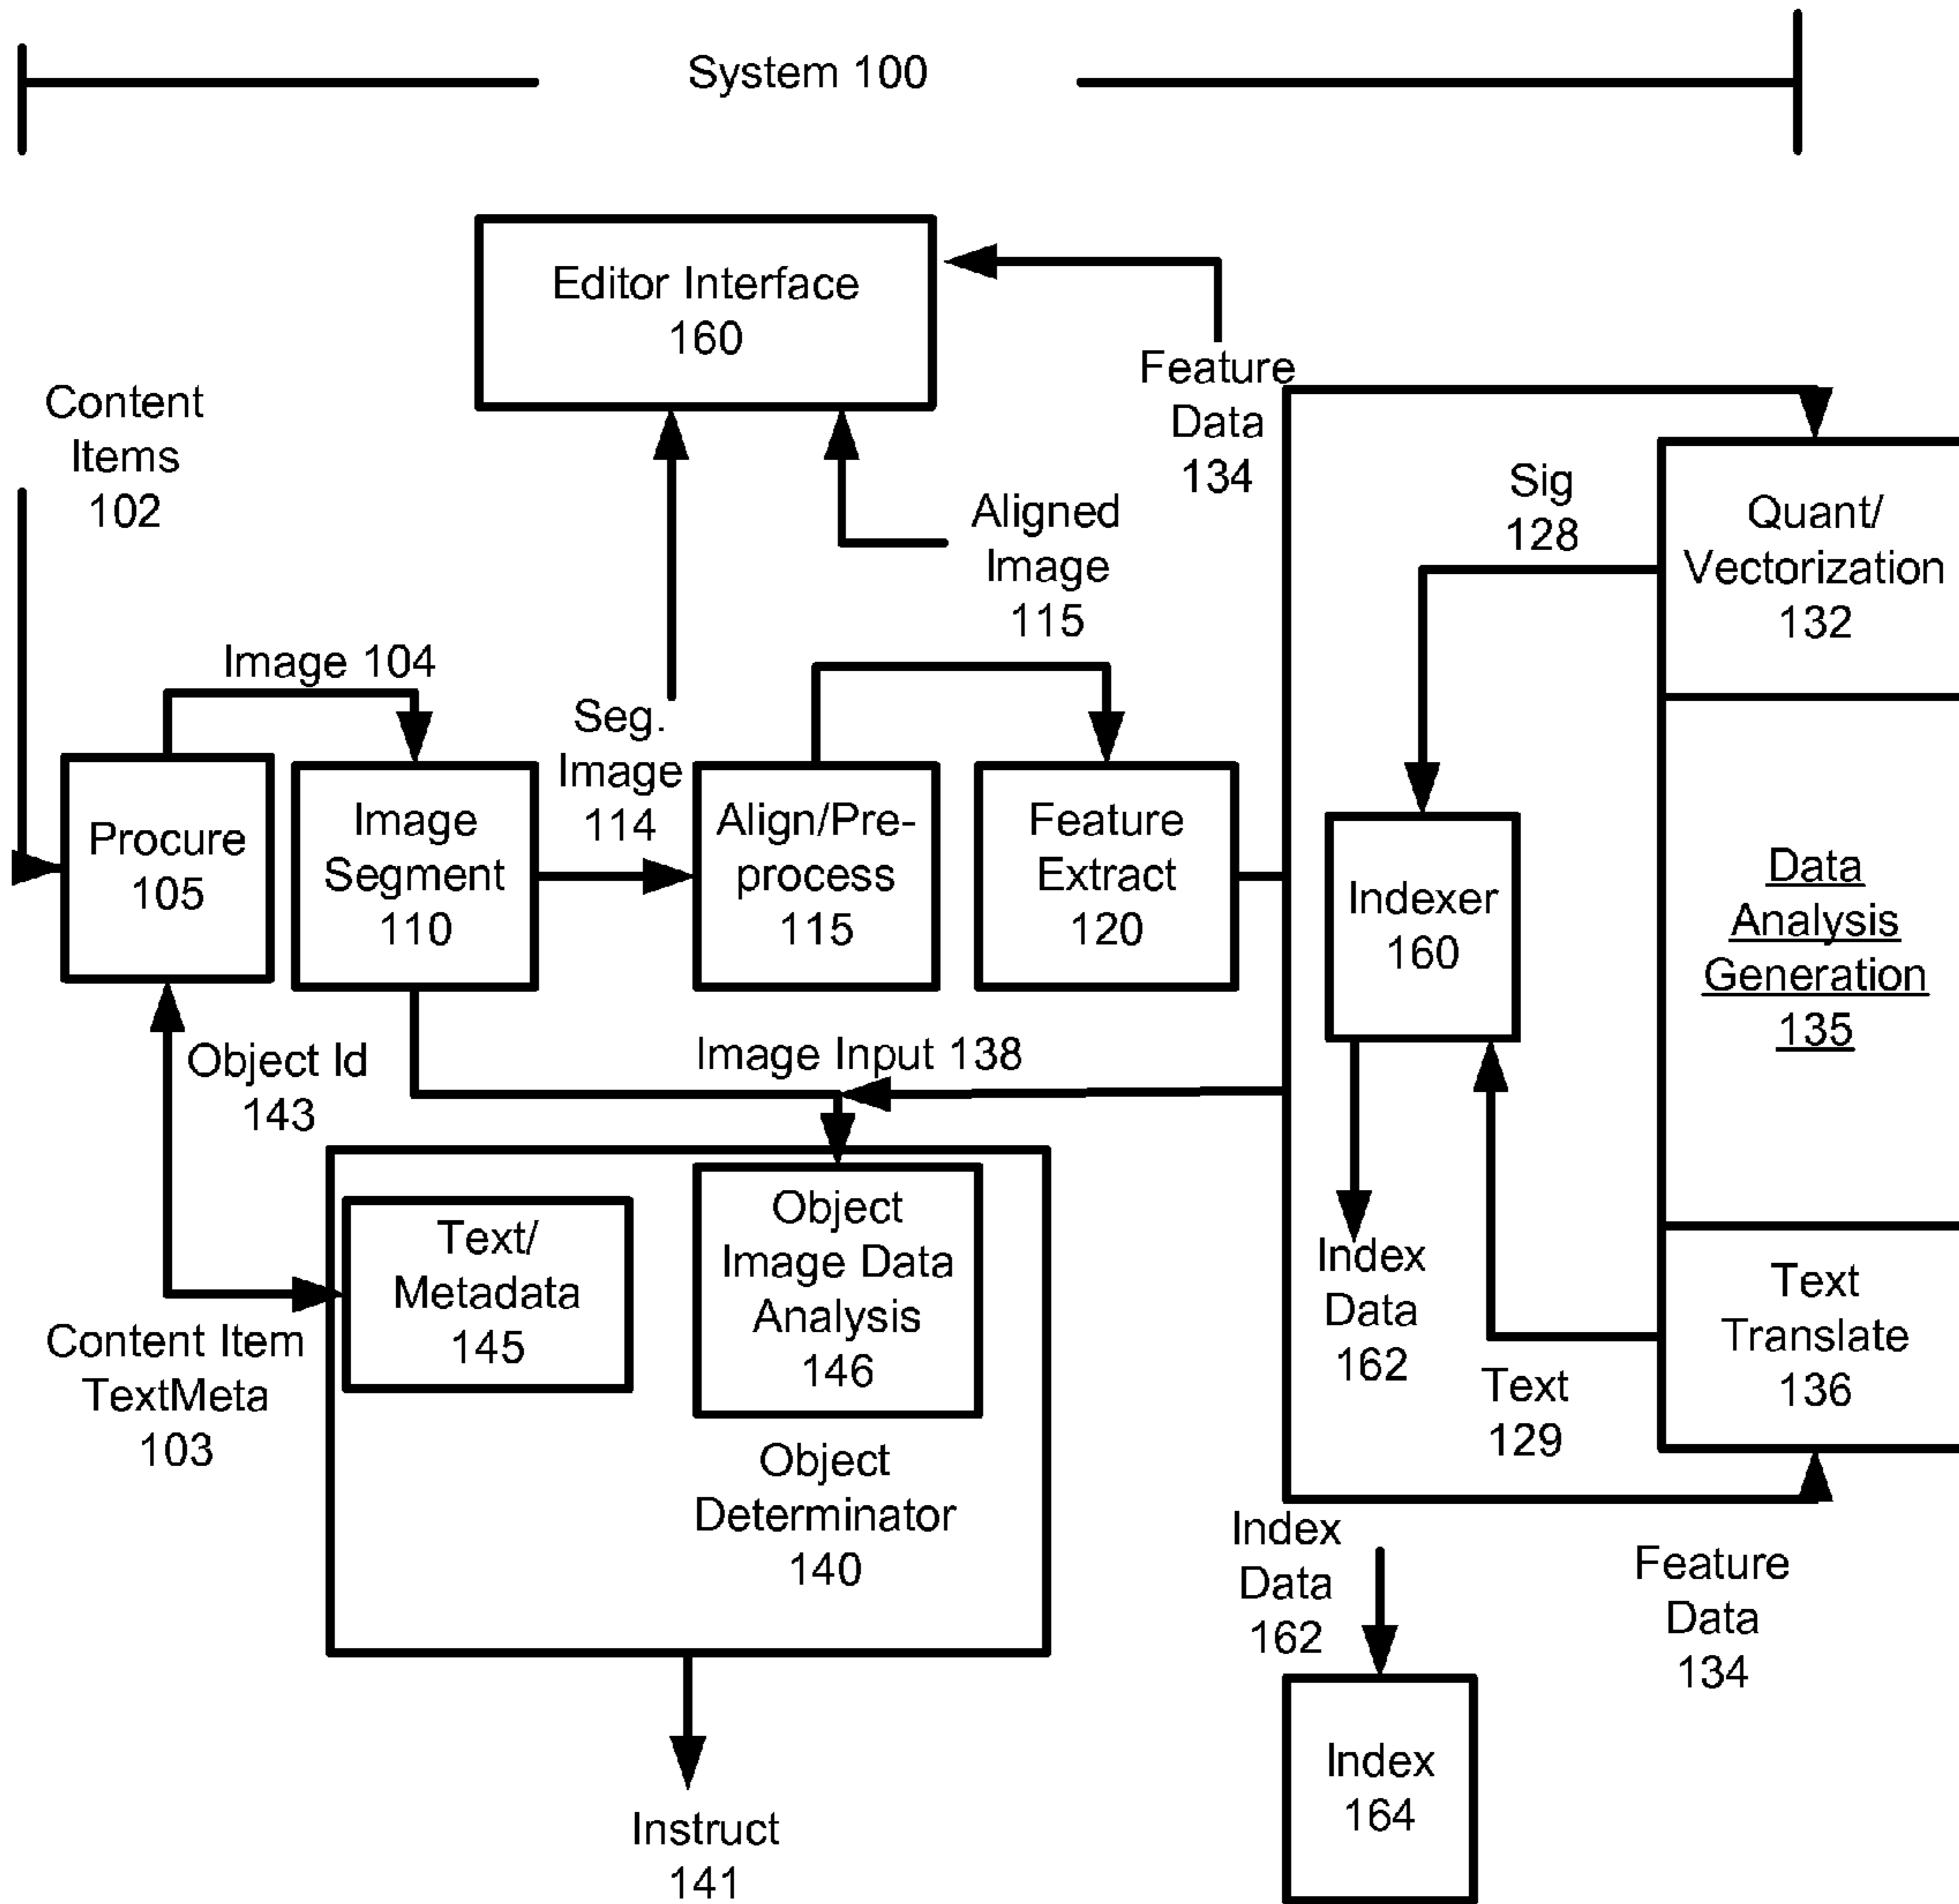 System 100
Editor Interface
160
Feature
Data
134
Content
Items
102
Sig
128
Quant/
Vectorization
132
Aligned
Image
115
Image 104
Seg.
Image
114
Procure
105
Image
Segment
110
Align/Pre-
process
115
Feature
Extract
120
Indexer
160
Data
Analysis
Generation
135
Object Id
143
Image Input 138
Text/
Metadata
145
Object
Image Data
Analysis
146
Index
Data
162
Text
Translate
136
Content Item
TextMeta
103
Text
129
Object
Determinator
140
Index
Data
162
Feature
Data
134
Index
164
Instruct
141